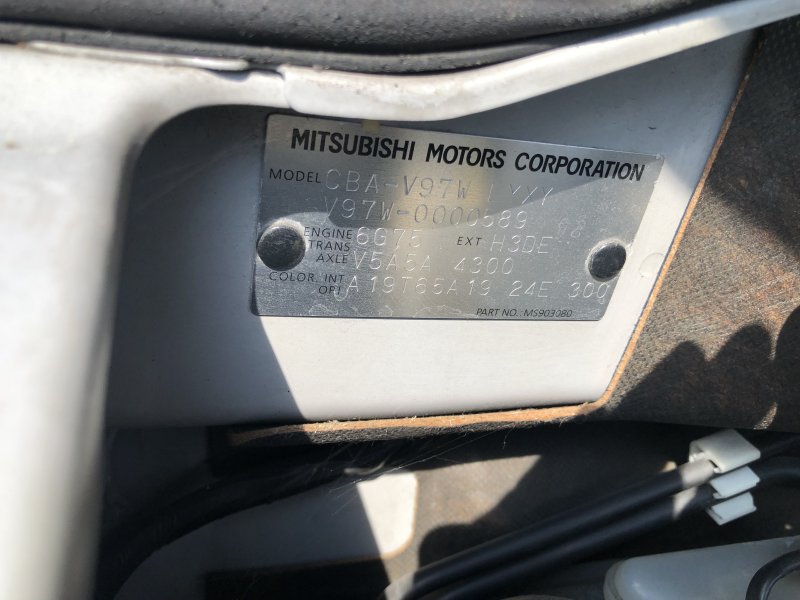 MITSUBISHI MOTORS CORPORATION
MODEL CBA-V97W LYXY
V97W-0000589
ENGINE 6G75 EXT H3DE
TRANS AXLE V5A5A 4300
COLOR. INT OPT A19T65A19 24E 300
PART NO. MS903080